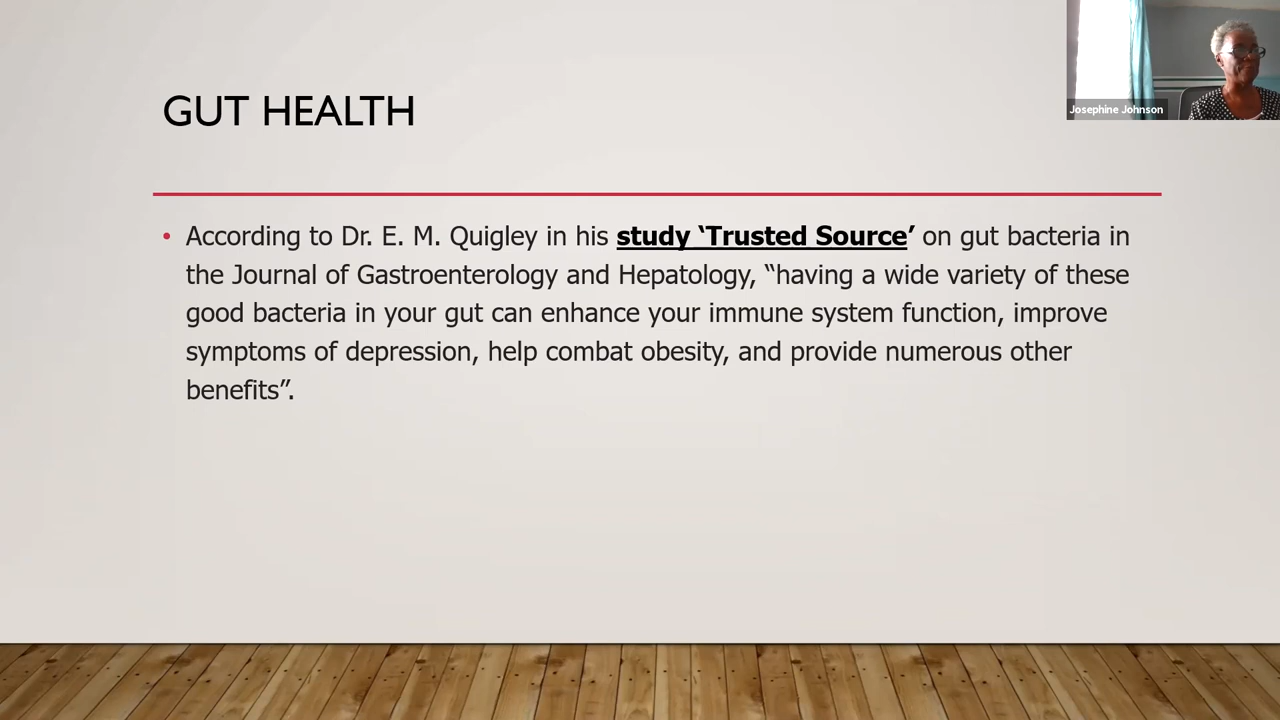 GUT HEALTH
Josephine Johnson
• According to Dr. E. M. Quigley in his study ‘Trusted Source’ on gut bacteria in
the Journal of Gastroenterology and Hepatology, “having a wide variety of these
good bacteria in your gut can enhance your immune system function, improve
symptoms of depression, help combat obesity, and provide numerous other
benefits”.